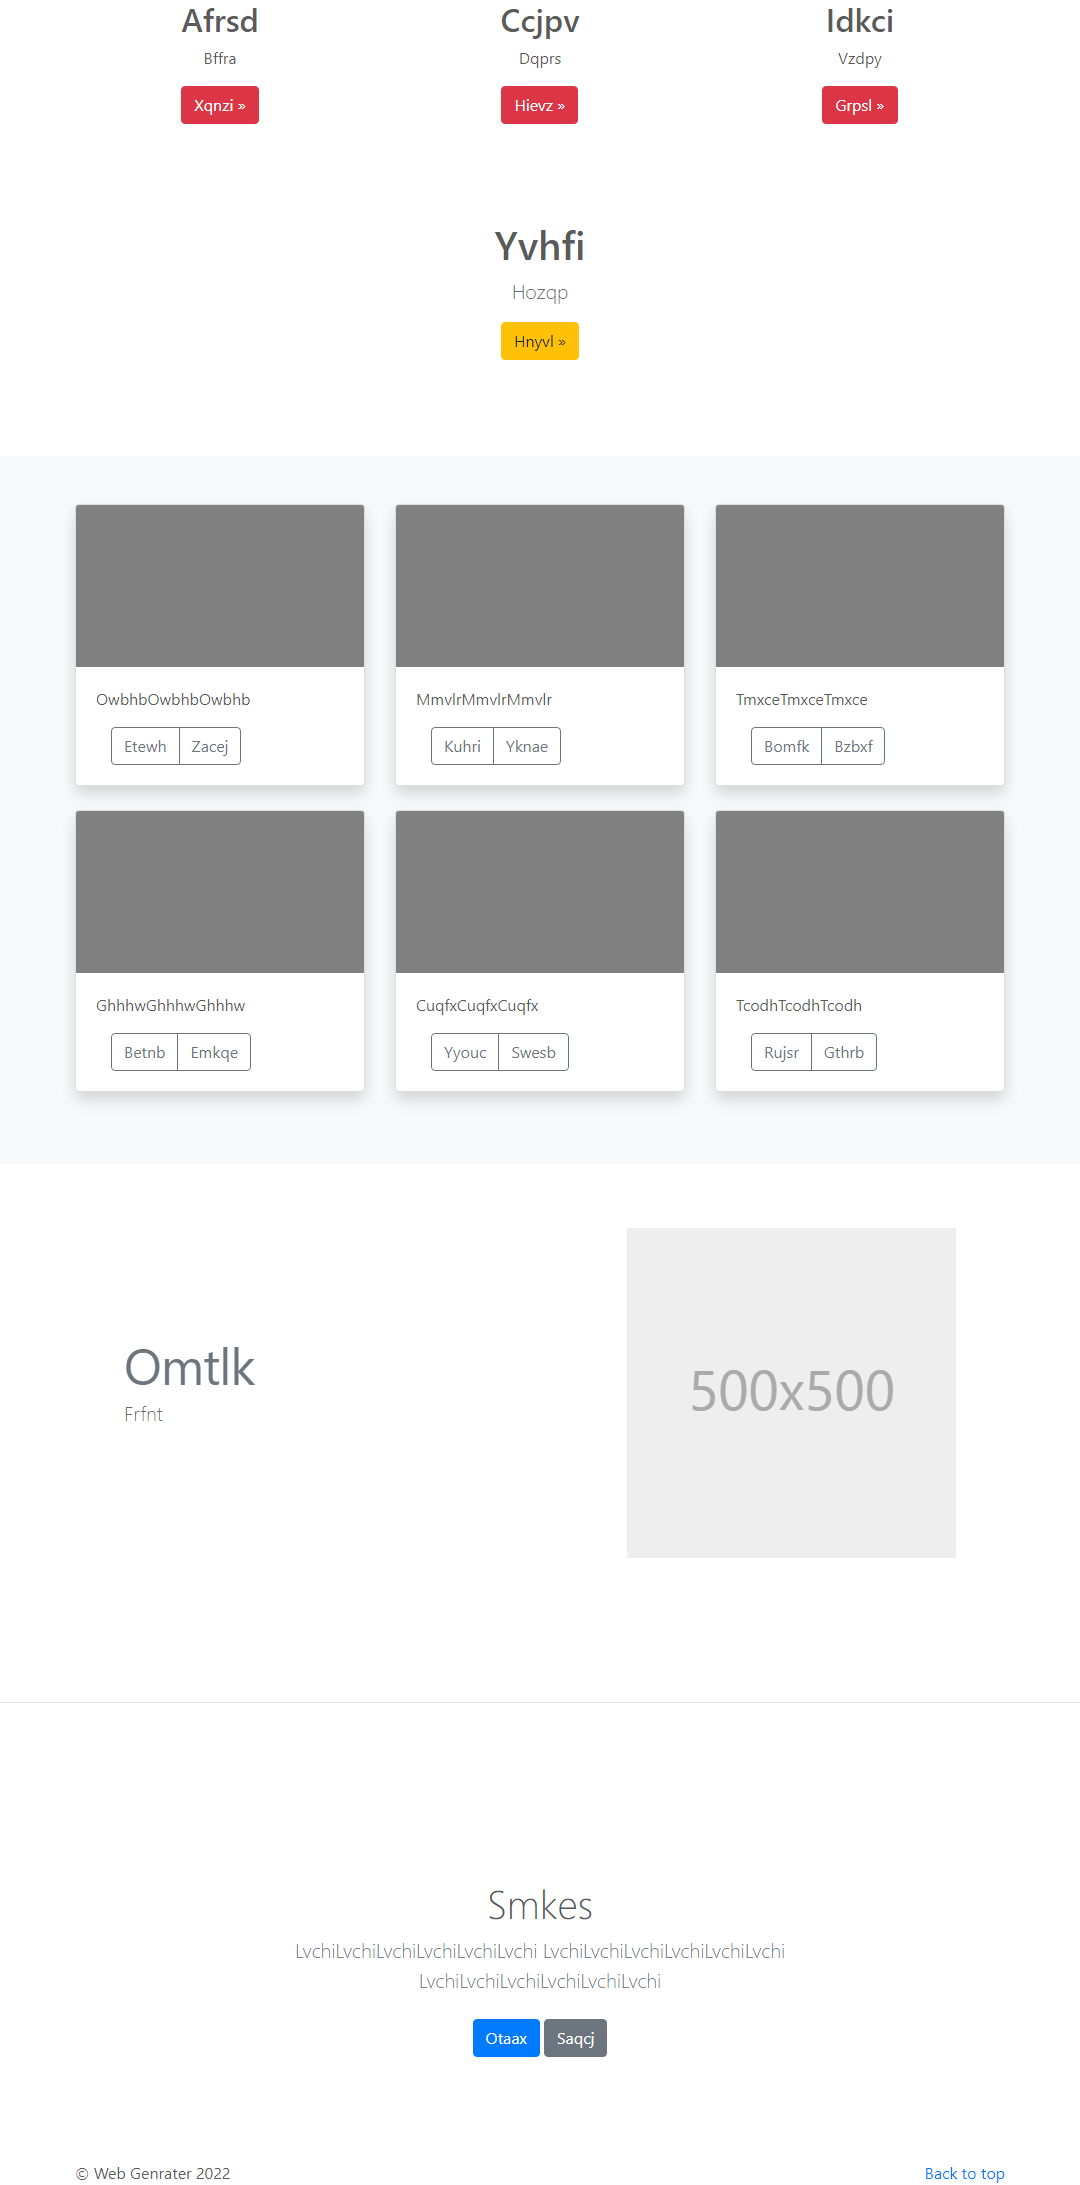 Afrsd
Bffra
Xqnzi »
Ccjpv
Dqprs
Hievz »
Idkci
Vzdpy
Grpsl »
Yvhfi
Hozqp
Hnyvl »
OwbhbOwbhbOwbhb
Etewh Zacej
MmvlrMmvlrMmvlr
Kuhri Yknae
TmxceTmxceTmxce
Bomfk Bzbxf
GhhhwGhhhwGhhhw
Betnb Emkqe
CuqfxCuqfxCuqfx
Yyouc Swesb
TcodhTcodhTcodh
Rujsr Gthrb
Omtlk
Frfnt
500x500
Smkes
LvchiLvchiLvchiLvchiLvchiLvchi LvchiLvchiLvchiLvchiLvchiLvchi
LvchiLvchiLvchiLvchiLvchiLvchi
Otaax Saqcj
© Web Genrater 2022
Back to top